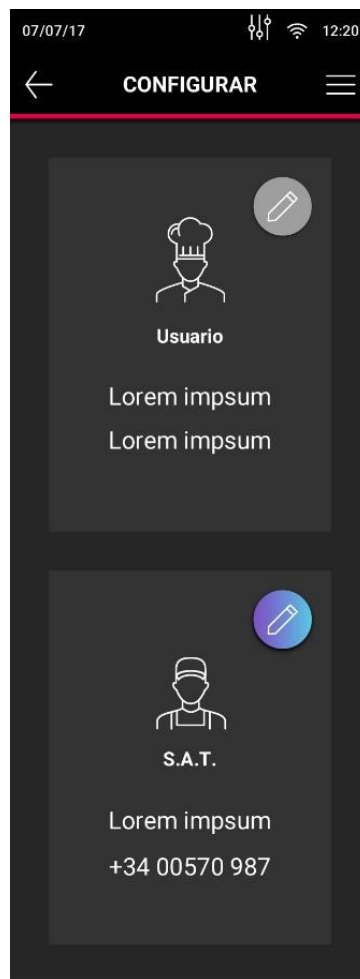 07/07/17 12:20
CONFIGURAR
Usuario
Lorem impsum
Lorem impsum
S.A.T.
Lorem impsum
+34 00570 987